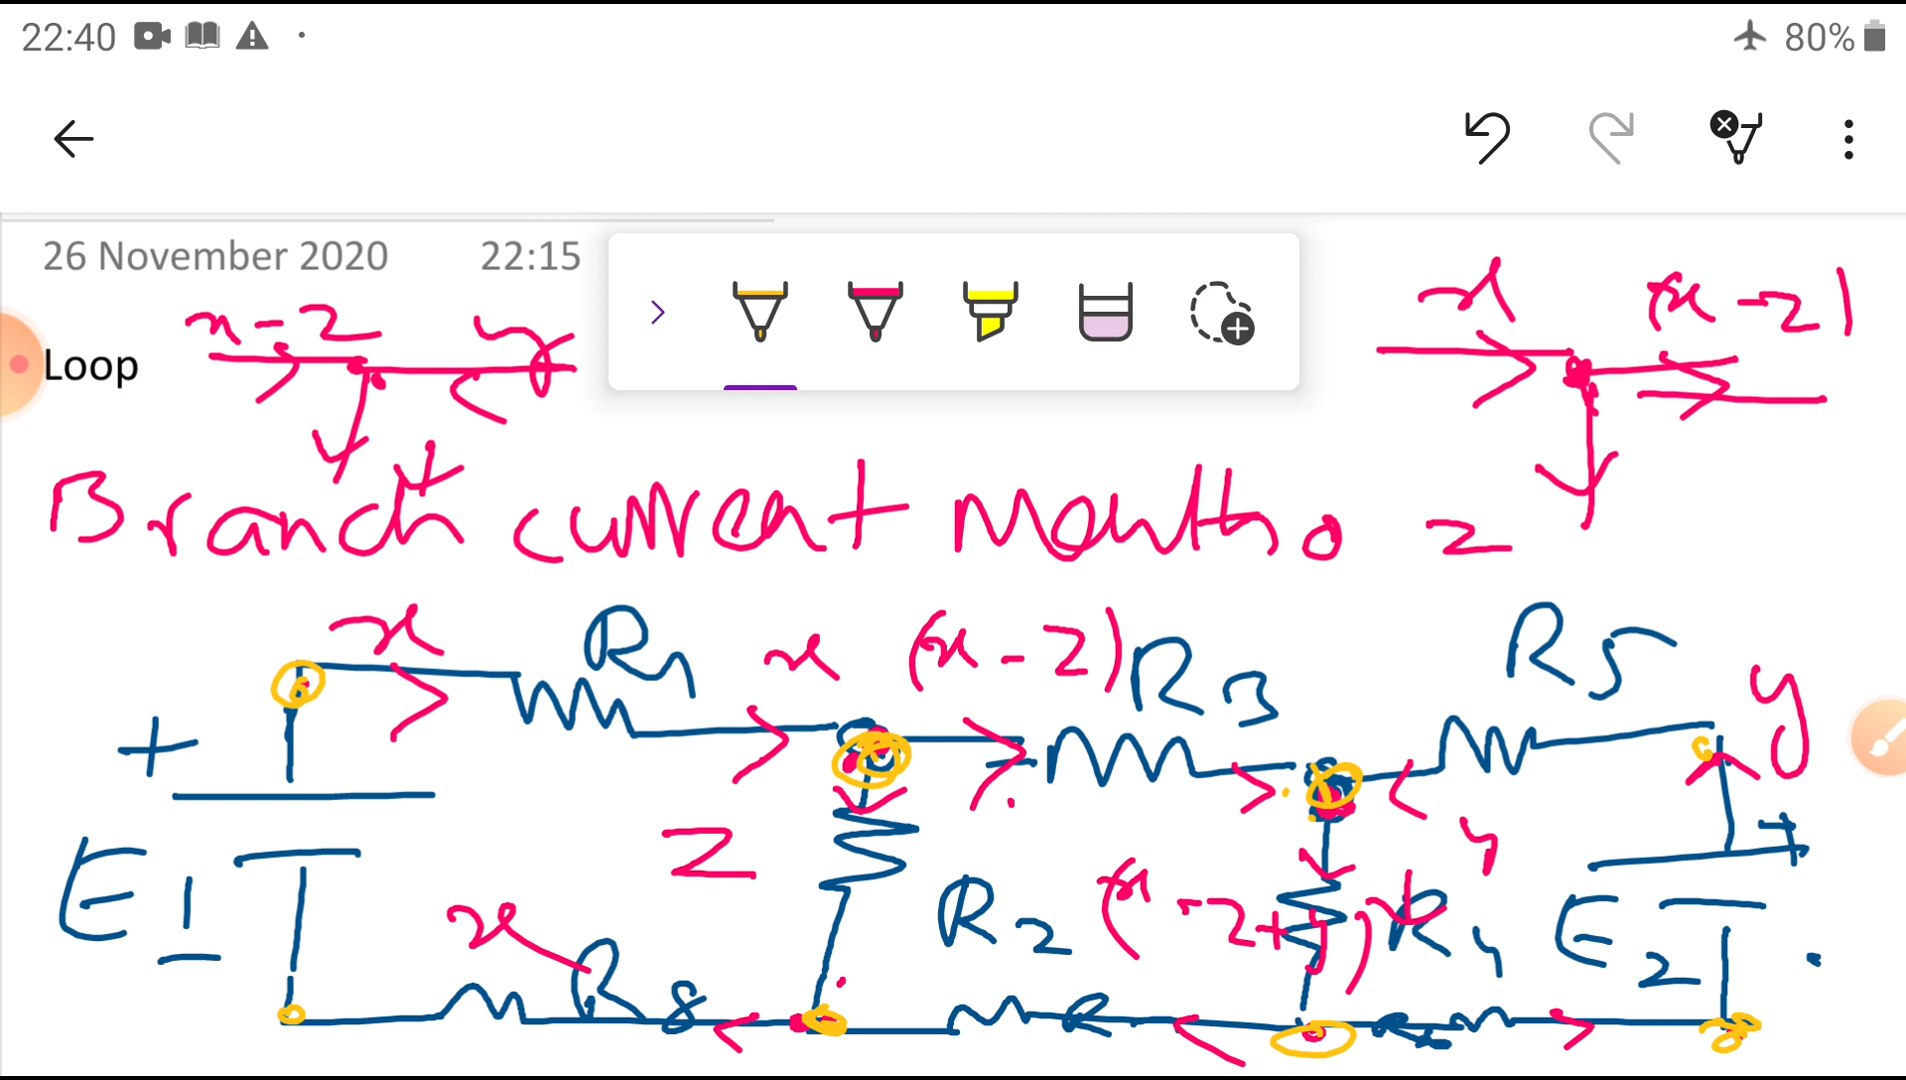 22:40 80%
26 November 2020 22:15
x - 2 y x (x - 2)
Loop
Branch current
z
x R1 x (x - 2) R3 R5 y
+
z y +
E1 R2 (x - 2 + y) R4 E2
x R8